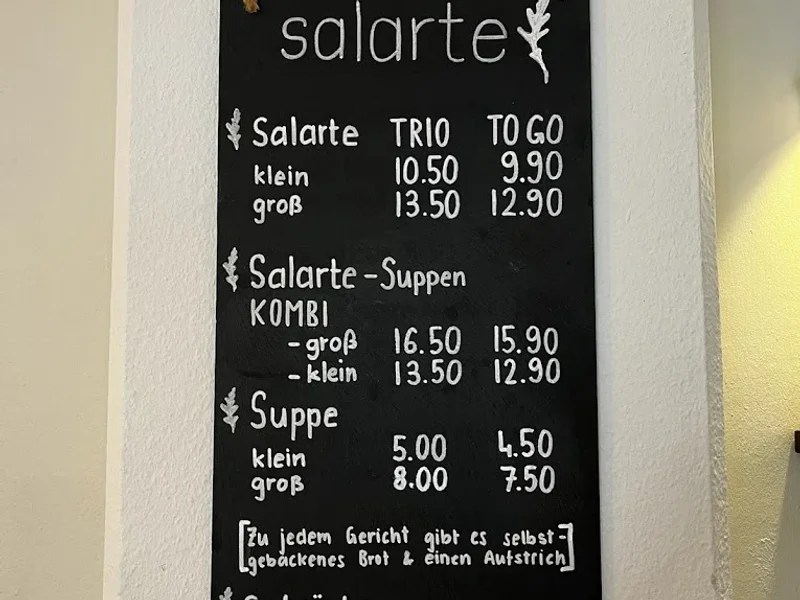 salarte
Salarte TRIO TO GO
klein 10.50 9.90
groß 13.50 12.90
Salarte-Suppen
KOMBI
- groß 16.50 15.90
- klein 13.50 12.90
Suppe
klein 5.00 4.50
groß 8.00 7.50
[Zu jedem Gericht gibt es selbst-
gebackenes Brot & einen Aufstrich]